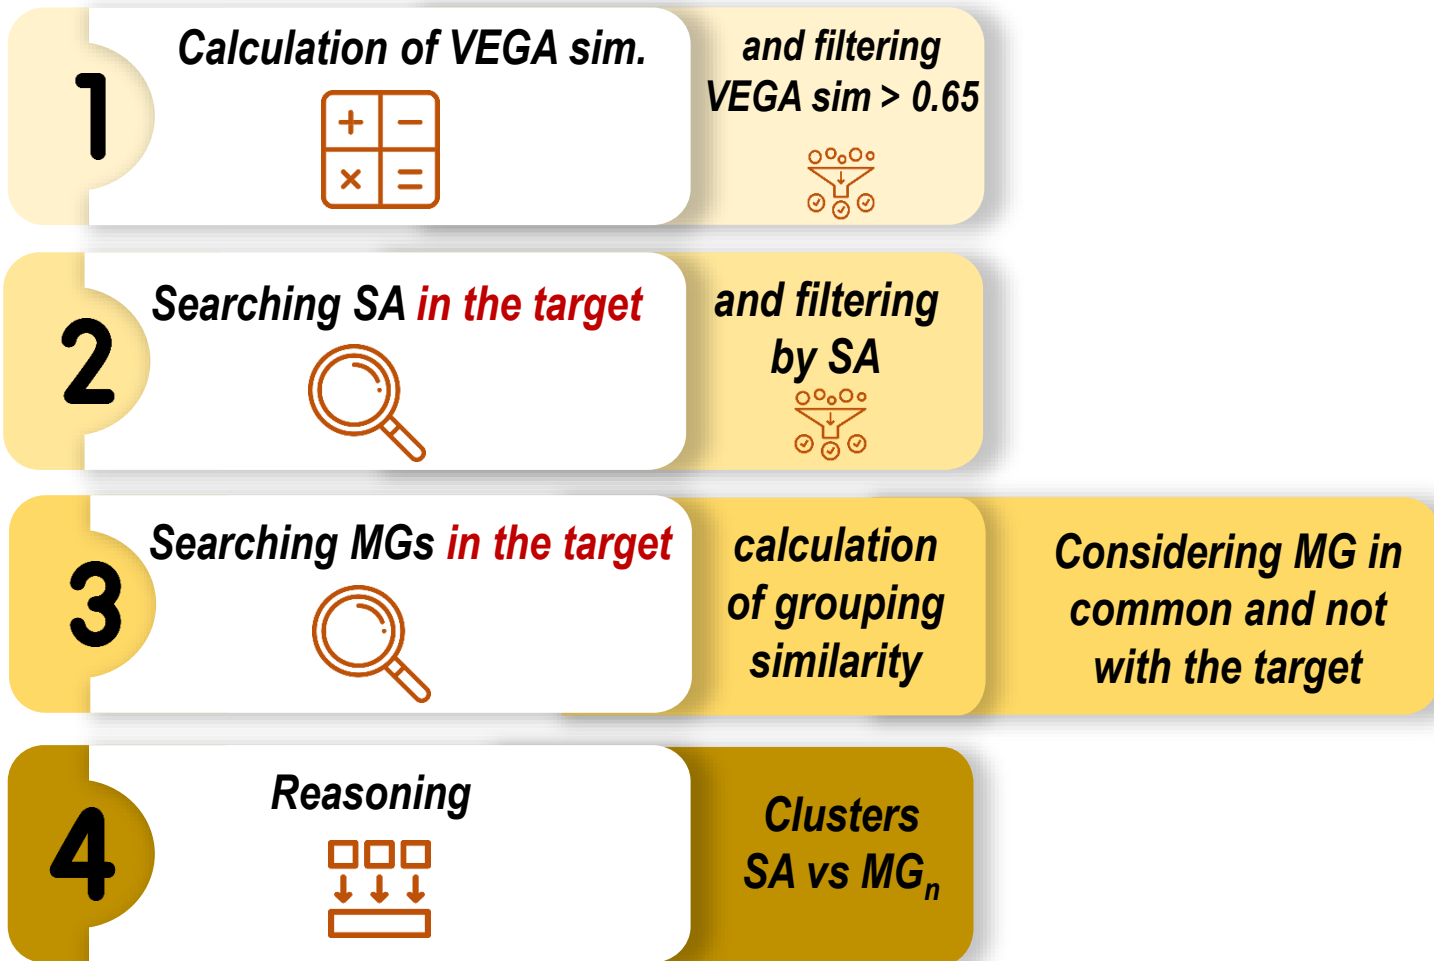 1
Calculation of VEGA sim.
and filtering
VEGA sim > 0.65
2
Searching SA in the target
and filtering
by SA
3
Searching MGs in the target
calculation
of grouping
similarity
Considering MG in
common and not
with the target
4
Reasoning
Clusters
SA vs MGn